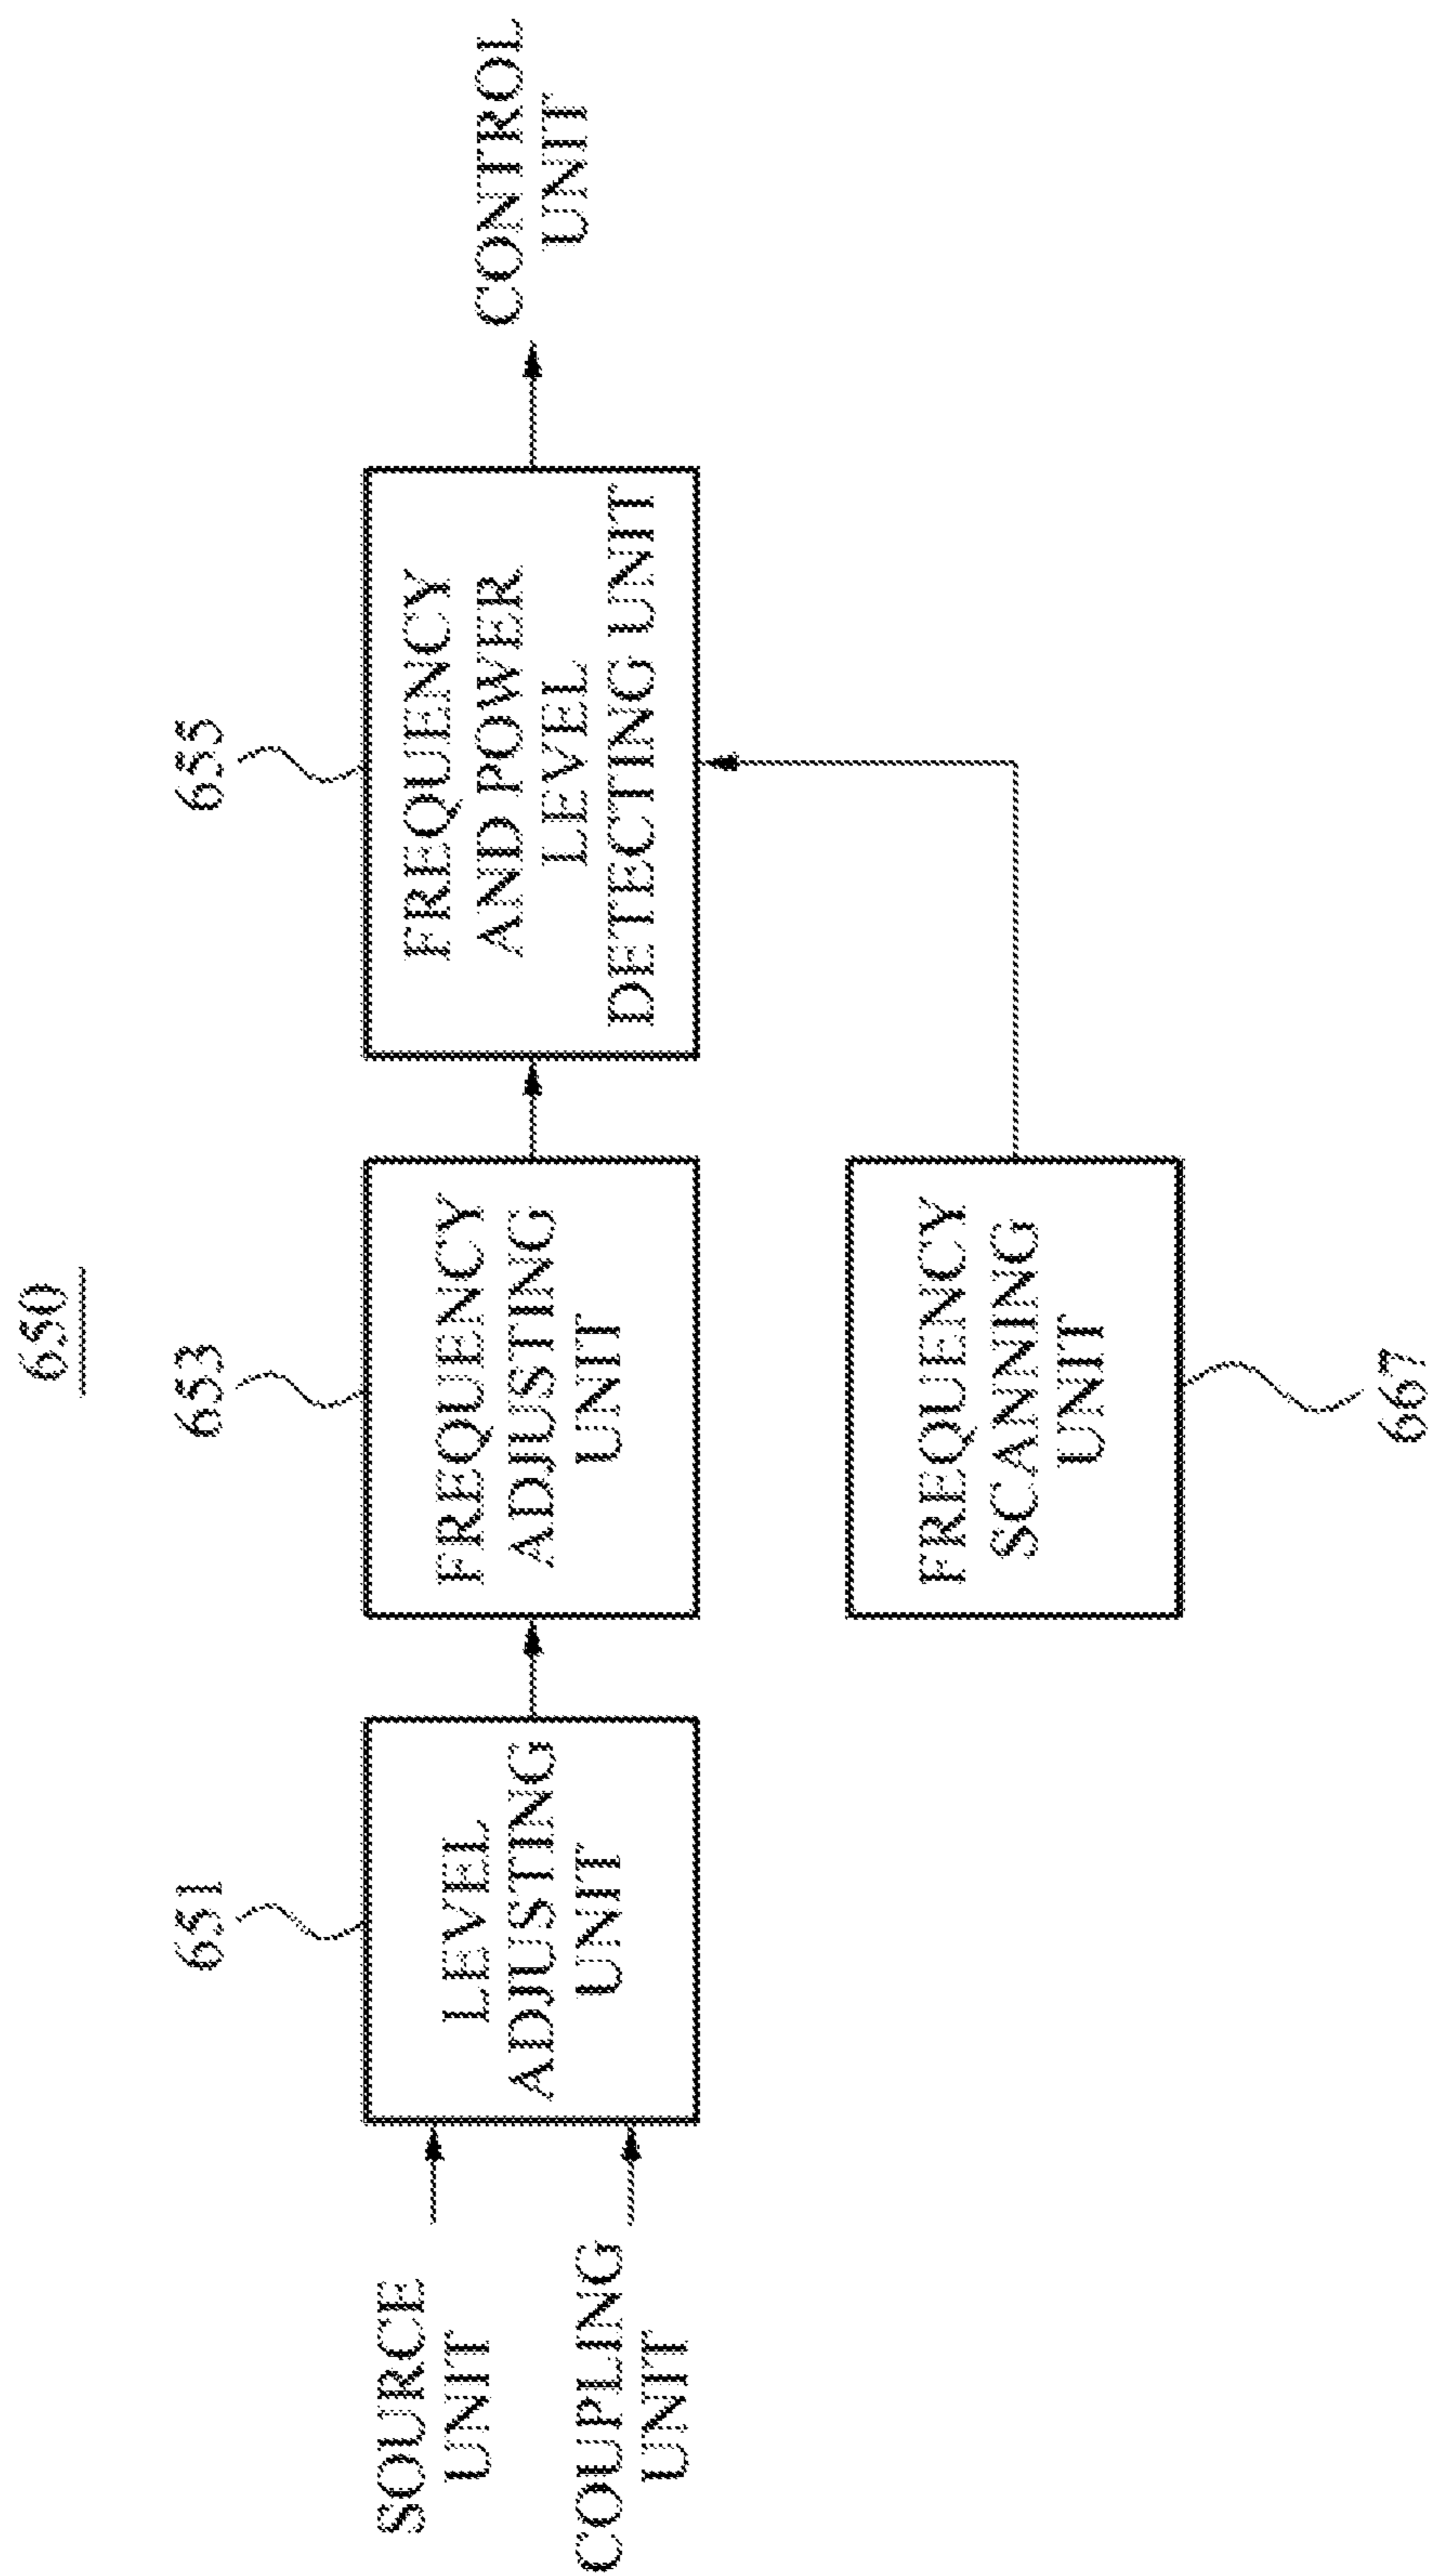 650
SOURCE
UNIT
COUPLING
UNIT
651
LEVEL
ADJUSTING
UNIT
653
FREQUENCY
ADJUSTING
UNIT
655
FREQUENCY
AND POWER
LEVEL
DETECTING UNIT
CONTROL
UNIT
FREQUENCY
SCANNING
UNIT
667